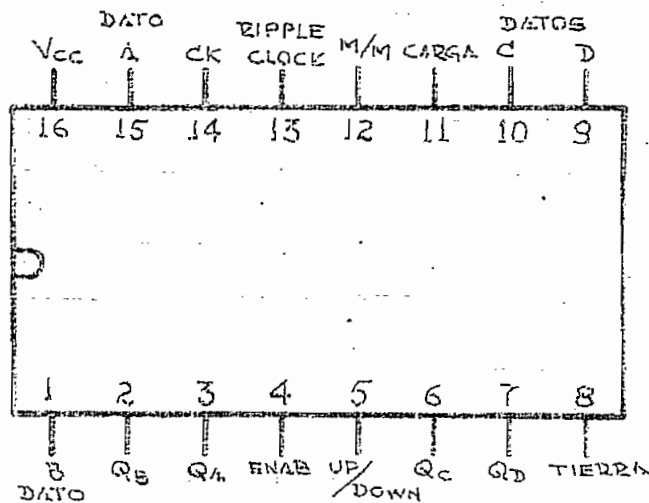 DATO DATOS
VCC A CK RIPPLE CLOCK M/M CARGA C D
16 15 14 13 12 11 10 9
1 2 3 4 5 6 7 8
B DATO QB QA ENAB UP/DOWN QC QD TIERRA